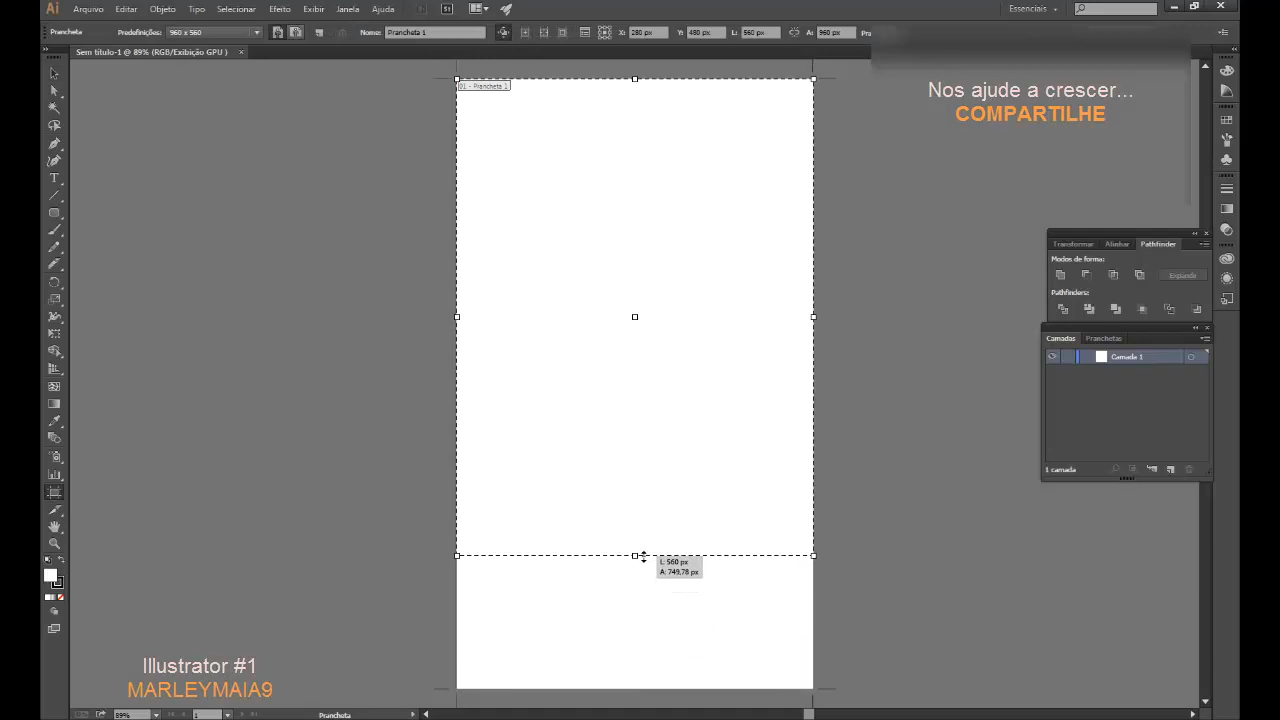 Ai Arquivo Editar Objeto Tipo Selecionar Efeito Exibir Janela Ajuda Br St Essenciais
Prancheta Predefinições: 960 x 560 Nome: Prancheta 1 X: 280 px Y: 480 px L: 560 px A: 960 px Pra
Sem título-1 @ 89% (RGB/Exibição GPU ) ×
01 - Prancheta 1
Nos ajude a crescer...
COMPARTILHE
Transformar Alinhar Pathfinder
Modos de forma:
Expandir
Pathfinders:
Camadas Pranchetas
Camada 1
1 camada
L: 560 px
A: 749,78 px
Illustrator #1
MARLEYMAIA9
89% 1 Prancheta